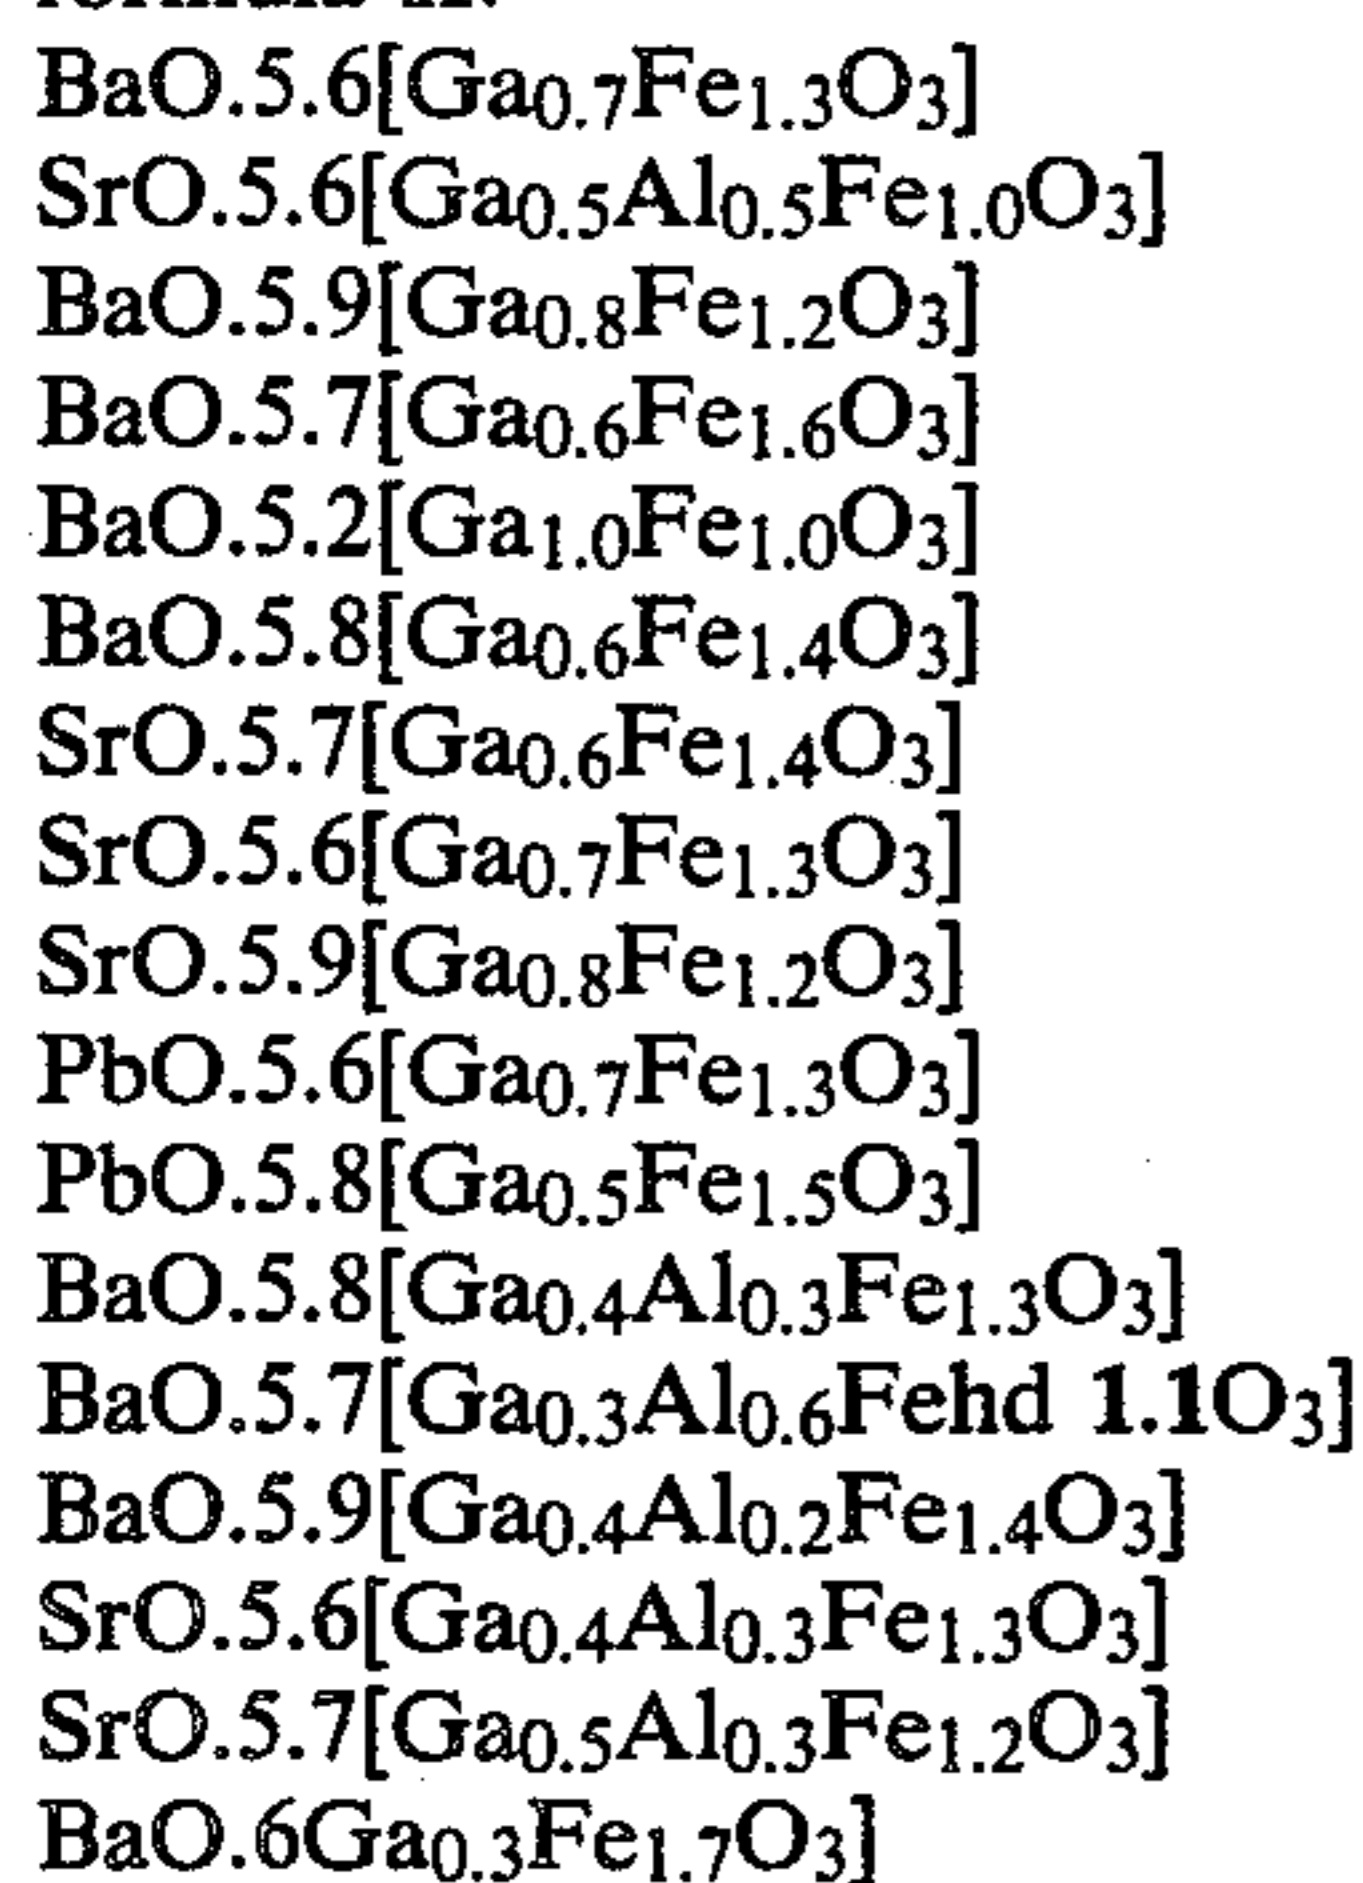 BaO.5.6[Ga0.7Fe1.3O3]
SrO.5.6[Ga0.5Al0.5Fe1.0O3]
BaO.5.9[Ga0.8Fe1.2O3]
BaO.5.7[Ga0.6Fe1.6O3]
BaO.5.2[Ga1.0Fe1.0O3]
BaO.5.8[Ga0.6Fe1.4O3]
SrO.5.7[Ga0.6Fe1.4O3]
SrO.5.6[Ga0.7Fe1.3O3]
SrO.5.9[Ga0.8Fe1.2O3]
PbO.5.6[Ga0.7Fe1.3O3]
PbO.5.8[Ga0.5Fe1.5O3]
BaO.5.8[Ga0.4Al0.3Fe1.3O3]
BaO.5.7[Ga0.3Al0.6Fehd 1.1O3]
BaO.5.9[Ga0.4Al0.2Fe1.4O3]
SrO.5.6[Ga0.4Al0.3Fe1.3O3]
SrO.5.7[Ga0.5Al0.3Fe1.2O3]
BaO.6Ga0.3Fe1.7O3]